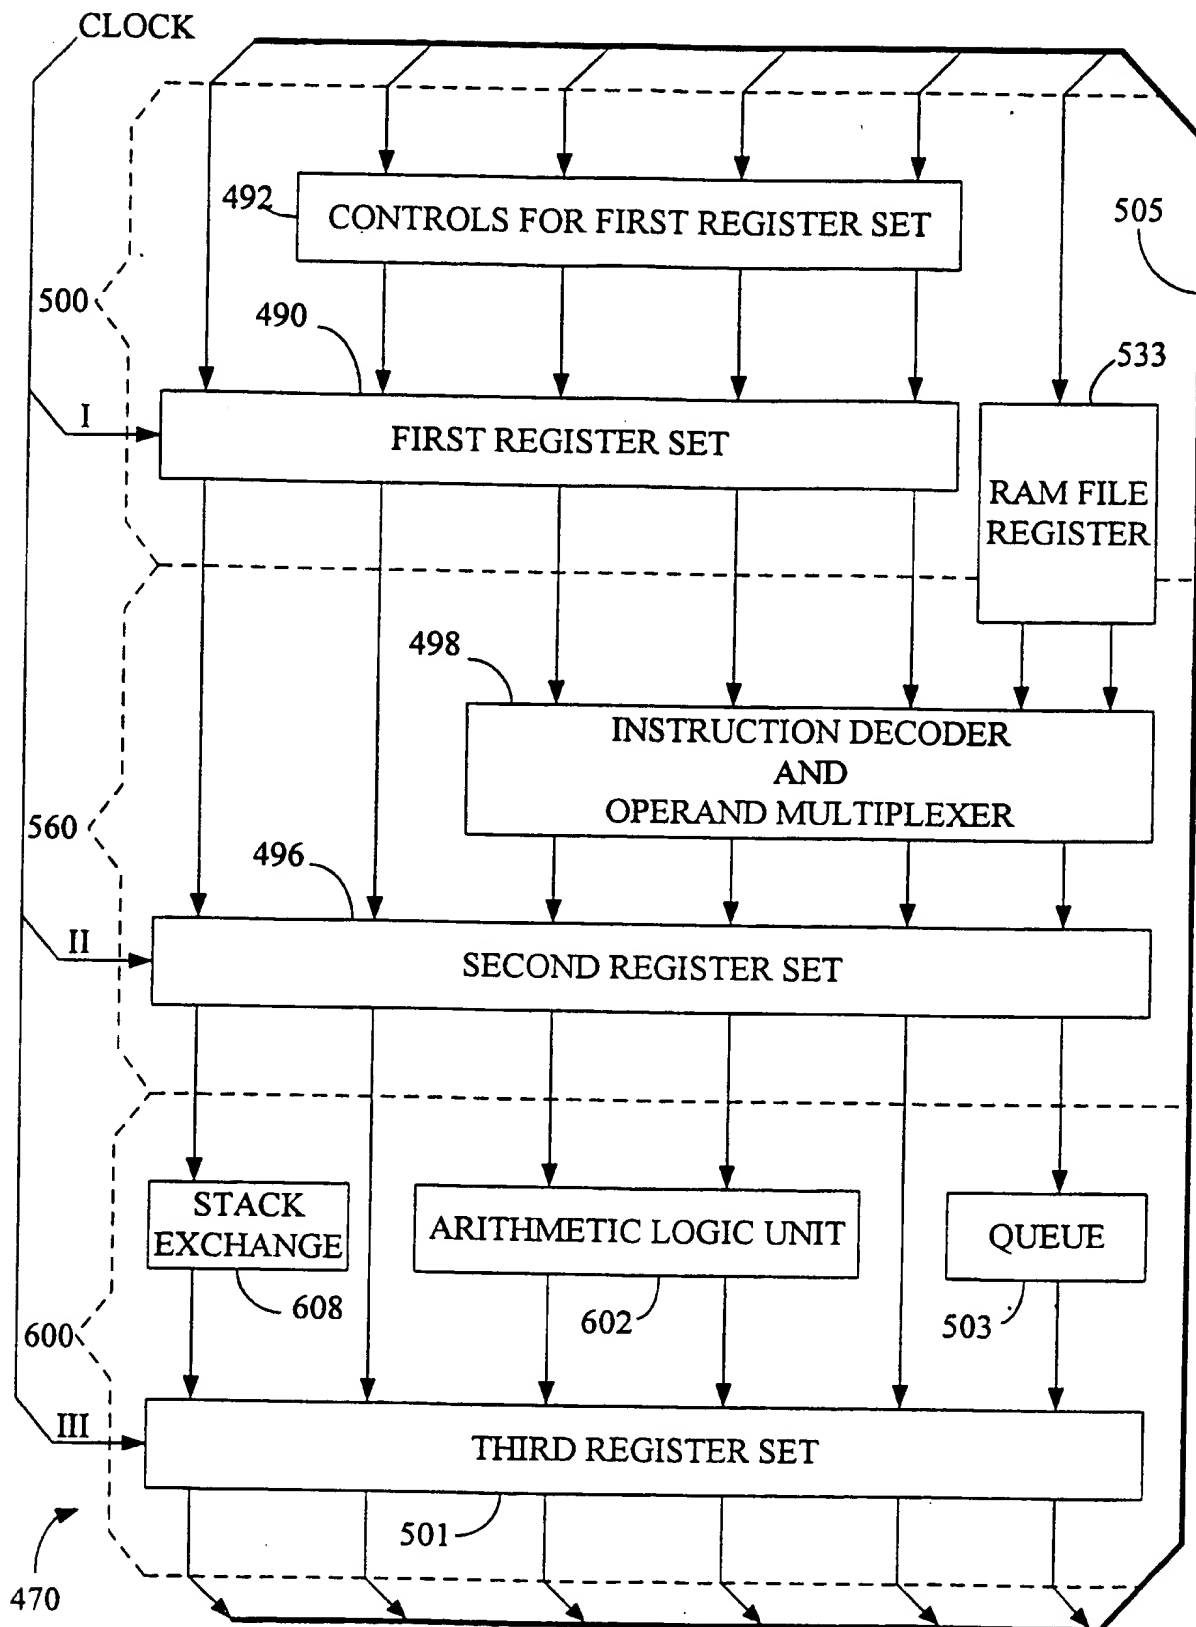 CLOCK
492
CONTROLS FOR FIRST REGISTER SET
505
500
490
533
I
FIRST REGISTER SET
RAM FILE
REGISTER
498
INSTRUCTION DECODER
AND
OPERAND MULTIPLEXER
560
496
II
SECOND REGISTER SET
STACK
EXCHANGE
ARITHMETIC LOGIC UNIT
QUEUE
608
602
503
600
III
THIRD REGISTER SET
501
470